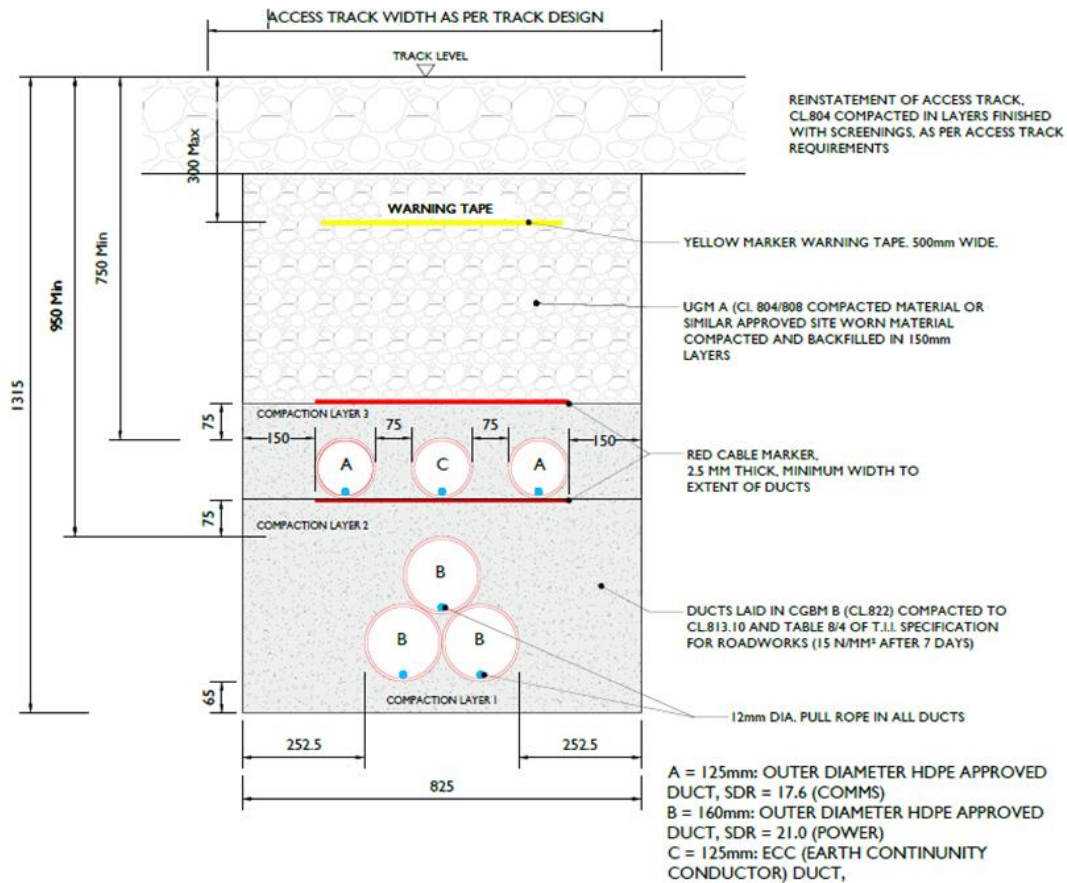 ACCESS TRACK WIDTH AS PER TRACK DESIGN
TRACK LEVEL
REINSTATEMENT OF ACCESS TRACK,
CL.804 COMPACTED IN LAYERS FINISHED
WITH SCREENINGS, AS PER ACCESS TRACK
REQUIREMENTS
300 Max
WARNING TAPE
YELLOW MARKER WARNING TAPE. 500mm WIDE.
750 Min
950 Min
1315
UGM A (Cl. 804/808 COMPACTED MATERIAL OR
SIMILAR APPROVED SITE WORN MATERIAL
COMPACTED AND BACKFILLED IN 150mm
LAYERS
COMPACTION LAYER 3
75
150
75
75
150
A
C
A
RED CABLE MARKER,
2.5 MM THICK, MINIMUM WIDTH TO
EXTENT OF DUCTS
75
COMPACTION LAYER 2
B
B
B
DUCTS LAID IN CGBM B (CL.822) COMPACTED TO
CL.813.10 AND TABLE 8/4 OF T.I.I. SPECIFICATION
FOR ROADWORKS (15 N/MM² AFTER 7 DAYS)
65
COMPACTION LAYER 1
12mm DIA. PULL ROPE IN ALL DUCTS
252.5
252.5
825
A = 125mm: OUTER DIAMETER HDPE APPROVED
DUCT, SDR = 17.6 (COMMS)
B = 160mm: OUTER DIAMETER HDPE APPROVED
DUCT, SDR = 21.0 (POWER)
C = 125mm: ECC (EARTH CONTINUNITY
CONDUCTOR) DUCT,